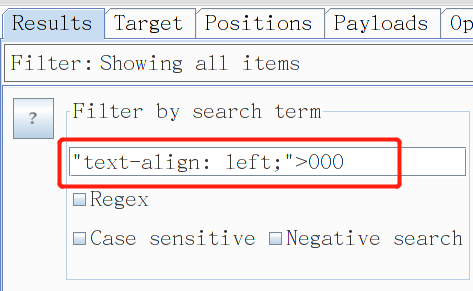 Results Target Positions Payloads Op
Filter: Showing all items
?
Filter by search term
"text-align: left;">000
Regex
Case sensitive Negative search